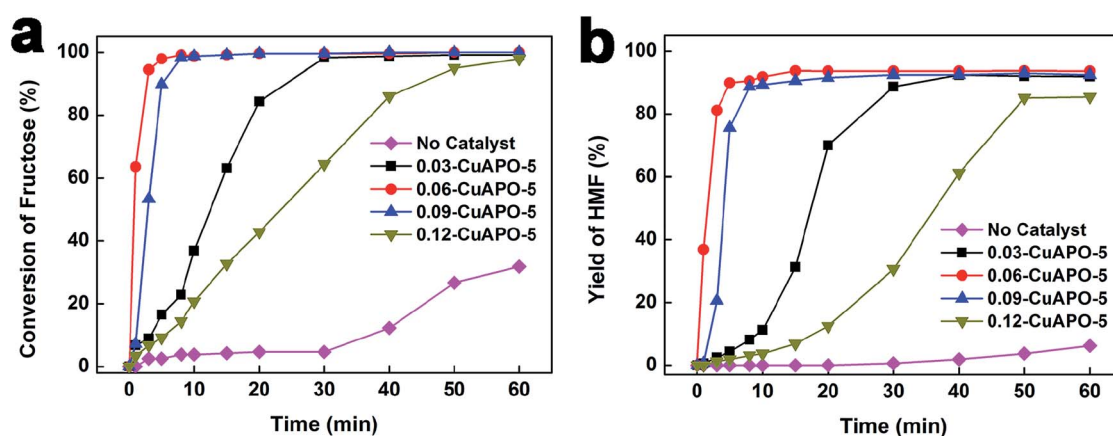 a
Conversion of Fructose (%)
100
80
60
40
20
0
No Catalyst
0.03-CuAPO-5
0.06-CuAPO-5
0.09-CuAPO-5
0.12-CuAPO-5
0 10 20 30 40 50 60
Time (min)
b
Yield of HMF (%)
100
80
60
40
20
0
No Catalyst
0.03-CuAPO-5
0.06-CuAPO-5
0.09-CuAPO-5
0.12-CuAPO-5
0 10 20 30 40 50 60
Time (min)